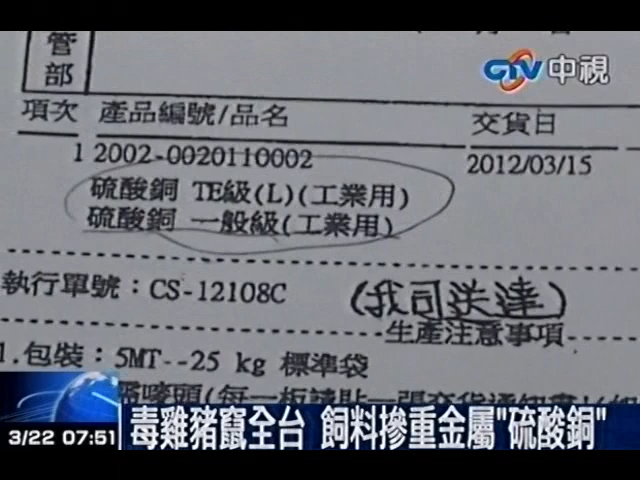 管
部
CTV中視
項次 產品編號/品名 交貨日
1 2002-0020110002 2012/03/15
硫酸銅 TE級(L)(工業用)
硫酸銅 一般級(工業用)
執行單號：CS-12108C (我司送達)
生產注意事項
1.包裝：5MT--25 kg 標準袋
毒雞豬竄全台 飼料摻重金屬"硫酸銅"
3/22 07:51